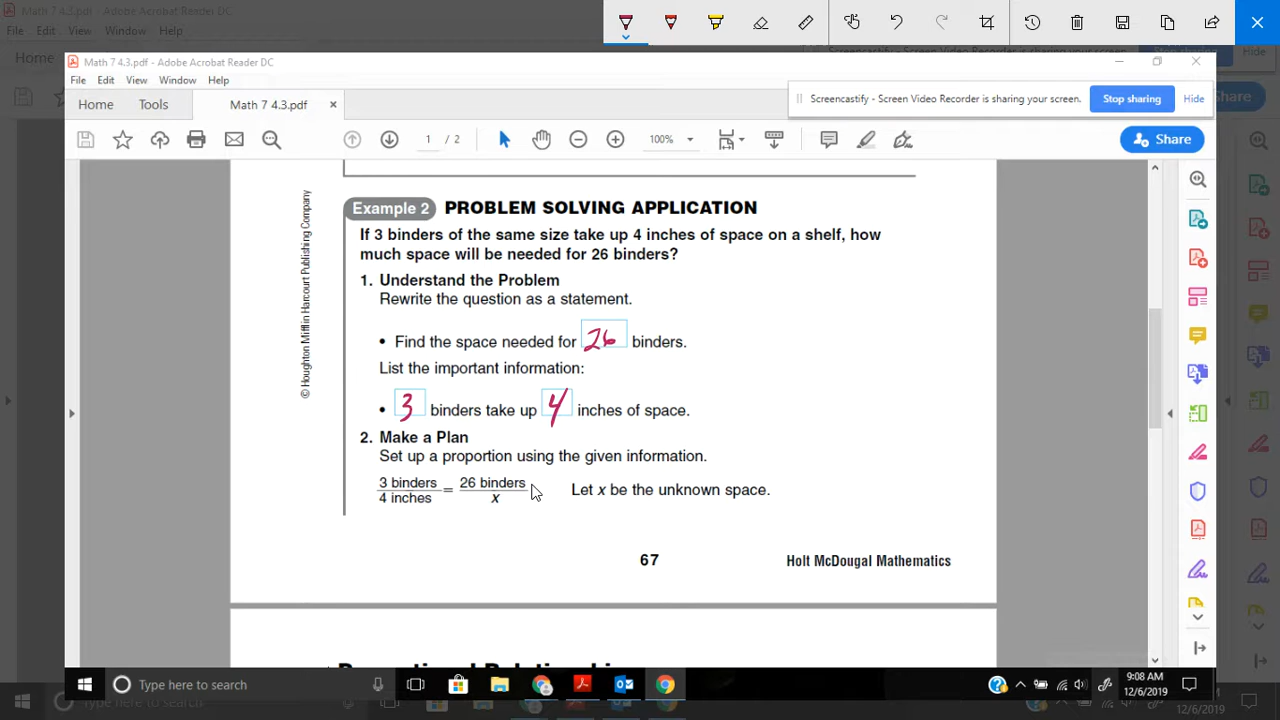 File Edit View Window Help
Home
Math 7 4.3.pdf - Adobe Acrobat Reader DC
File Edit View Window Help
Screencastify - Screen Video Recorder is sharing your screen. Stop sharing Hide
Home Tools Math 7 4.3.pdf ×
1 / 2 100% Share
Example 2 PROBLEM SOLVING APPLICATION
If 3 binders of the same size take up 4 inches of space on a shelf, how
much space will be needed for 26 binders?
1. Understand the Problem
Rewrite the question as a statement.
• Find the space needed for 26 binders.
List the important information:
• 3 binders take up 4 inches of space.
2. Make a Plan
Set up a proportion using the given information.
3 binders
4 inches
=
26 binders
x
Let x be the unknown space.
© Houghton Mifflin Harcourt Publishing Company
67 Holt McDougal Mathematics
Type here to search
9:08 AM
12/6/2019